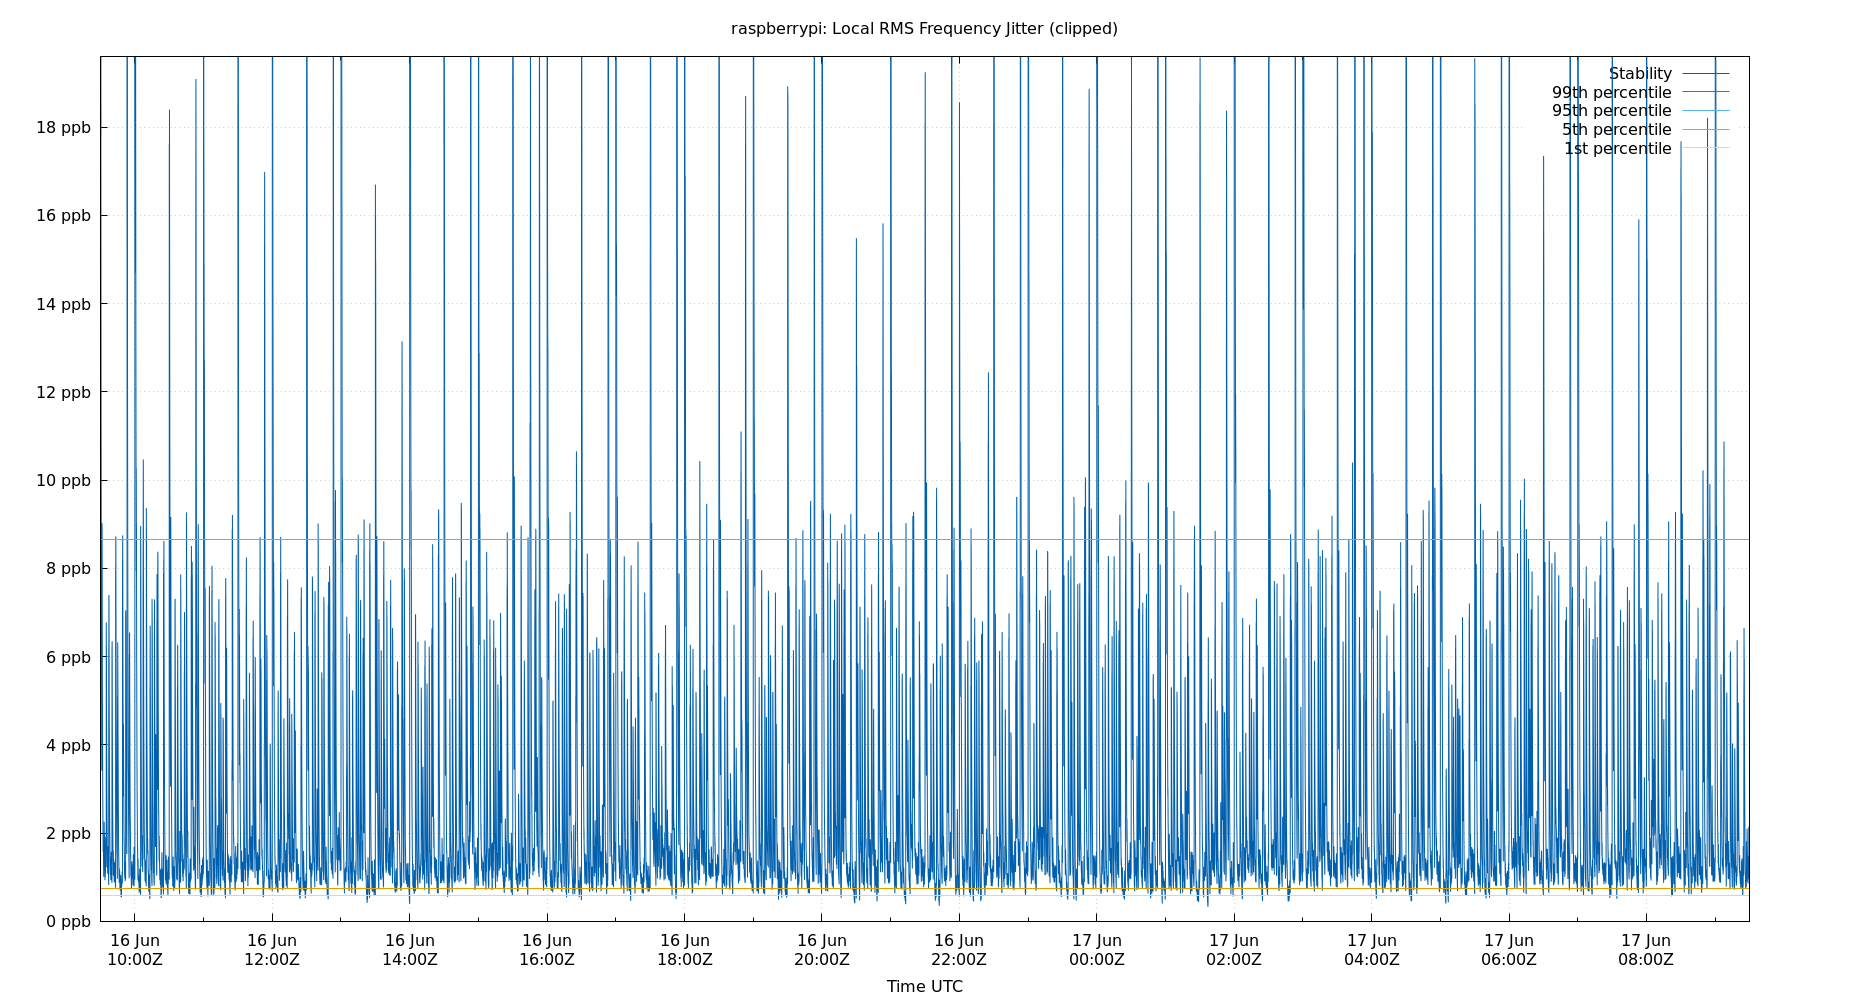 raspberrypi: Local RMS Frequency Jitter (clipped)
Stability
99th percentile
95th percentile
5th percentile
1st percentile
18 ppb
16 ppb
14 ppb
12 ppb
10 ppb
8 ppb
6 ppb
4 ppb
2 ppb
0 ppb
16 Jun 16 Jun 16 Jun 16 Jun 16 Jun 16 Jun 16 Jun 17 Jun 17 Jun 17 Jun 17 Jun 17 Jun
10:00Z 12:00Z 14:00Z 16:00Z 18:00Z 20:00Z 22:00Z 00:00Z 02:00Z 04:00Z 06:00Z 08:00Z
Time UTC